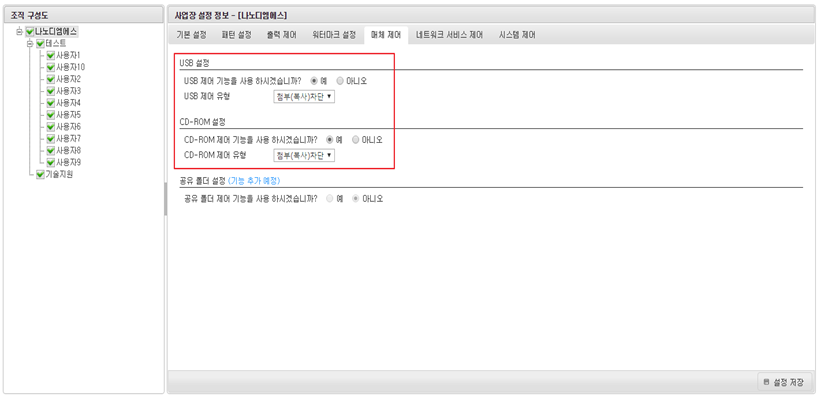 조직 구성도
나노디엠에스
테스트
사용자1
사용자10
사용자2
사용자3
사용자4
사용자5
사용자6
사용자7
사용자8
사용자9
기술지원
사업장 설정 정보 - [나노디엠에스]
기본 설정 패턴 설정 출력 제어 워터마크 설정 매체 제어 네트워크 서비스 제어 시스템 제어
USB 설정
USB 제어 기능을 사용 하시겠습니까? 예 아니오
USB 제어 유형 첨부(복사)차단 ▼
CD-ROM 설정
CD-ROM 제어 기능을 사용 하시겠습니까? 예 아니오
CD-ROM 제어 유형 첨부(복사)차단 ▼
공유 폴더 설정 (기능 추가 예정)
공유 폴더 제어 기능을 사용 하시겠습니까? 예 아니오
설정 저장